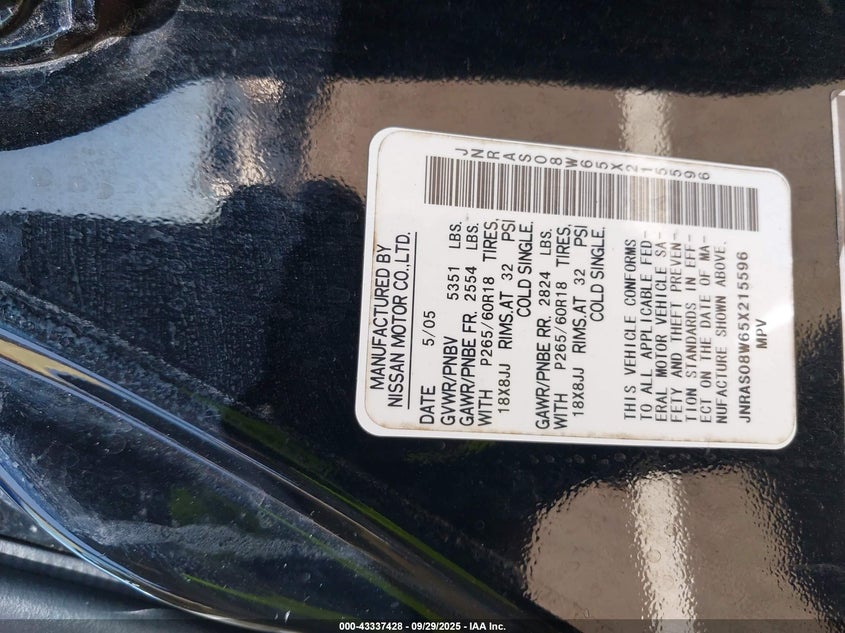 JNRAS08W65X215596
MANUFACTURED BY
NISSAN MOTOR CO.,LTD.
DATE 5/05
GVWR/PNBV 5351 LBS.
GAWR/PNBE FR. 2554 LBS.
WITH P265/60R18 TIRES,
18X8JJ RIMS.AT 32 PSI
COLD SINGLE.
GAWR/PNBE RR. 2824 LBS.
WITH P265/60R18 TIRES,
18X8JJ RIMS.AT 32 PSI
COLD SINGLE.
THIS VEHICLE CONFORMS
TO ALL APPLICABLE FED-
ERAL MOTOR VEHICLE SA-
FETY AND THEFT PREVEN-
TION STANDARDS IN EFF-
ECT ON THE DATE OF MA-
NUFACTURE SHOWN ABOVE.
JNRAS08W65X215596
MPV
000-43337428 - 09/29/2025 - IAA Inc.